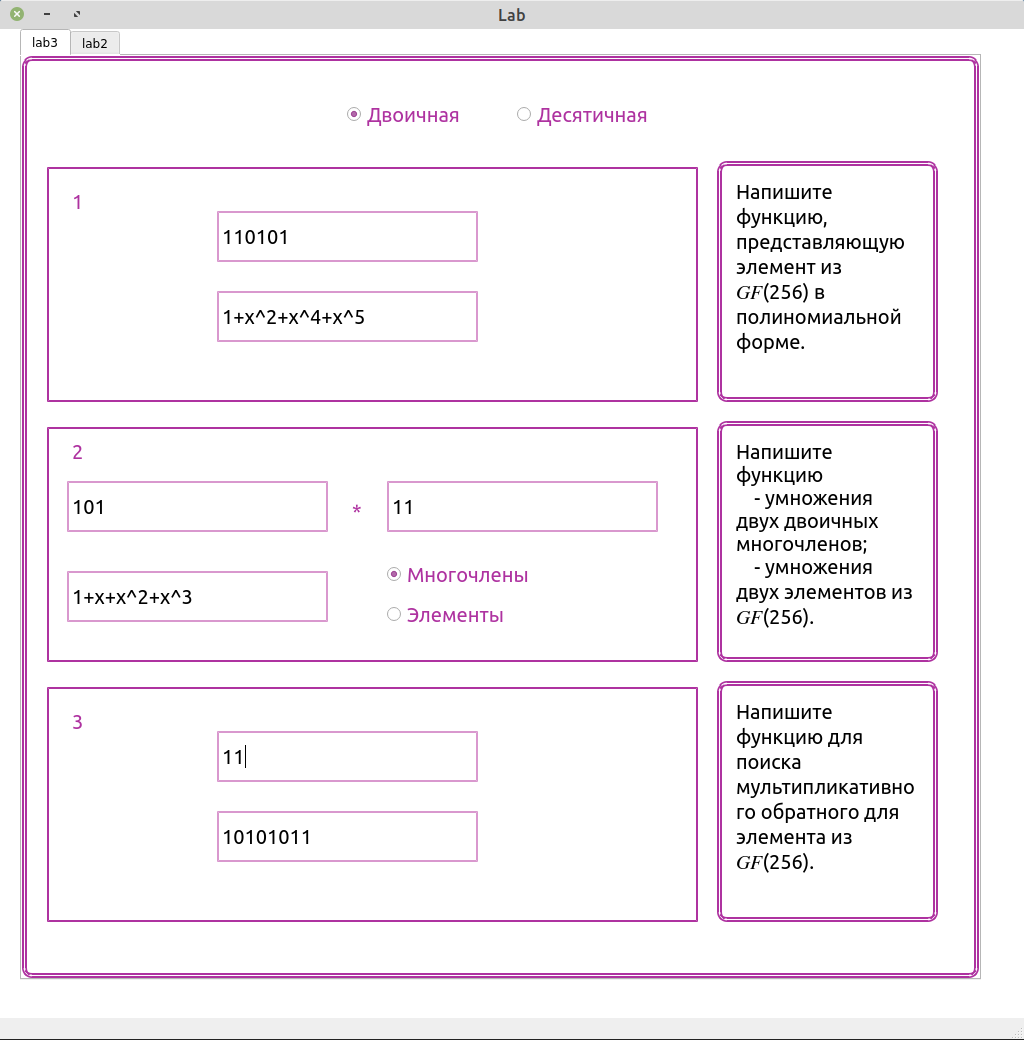 Lab
lab3
lab2
Двоичная
Десятичная
1
110101
1+x^2+x^4+x^5
Напишите
функцию,
представляющую
элемент из
GF(256) в
полиномиальной
форме.
2
101
*
11
1+x+x^2+x^3
Многочлены
Элементы
Напишите
функцию
- умножения
двух двоичных
многочленов;
- умножения
двух элементов из
GF(256).
3
11
10101011
Напишите
функцию для
поиска
мультипликативно
го обратного для
элемента из
GF(256).